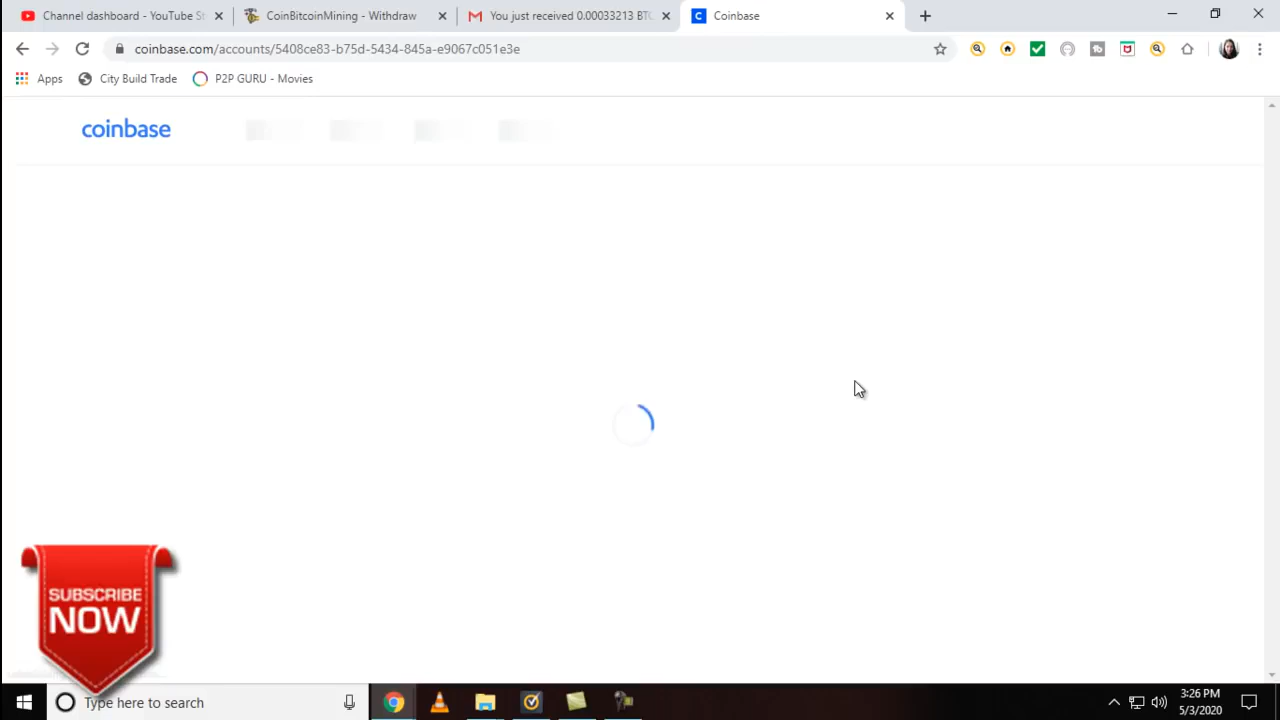 Channel dashboard - YouTube St
CoinBitcoinMining - Withdraw
You just received 0.00033213 BTC
Coinbase
coinbase.com/accounts/5408ce83-b75d-5434-845a-e9067c051e3e
Apps
City Build Trade
P2P GURU - Movies
coinbase
SUBSCRIBE
NOW
Type here to search
3:26 PM
5/3/2020